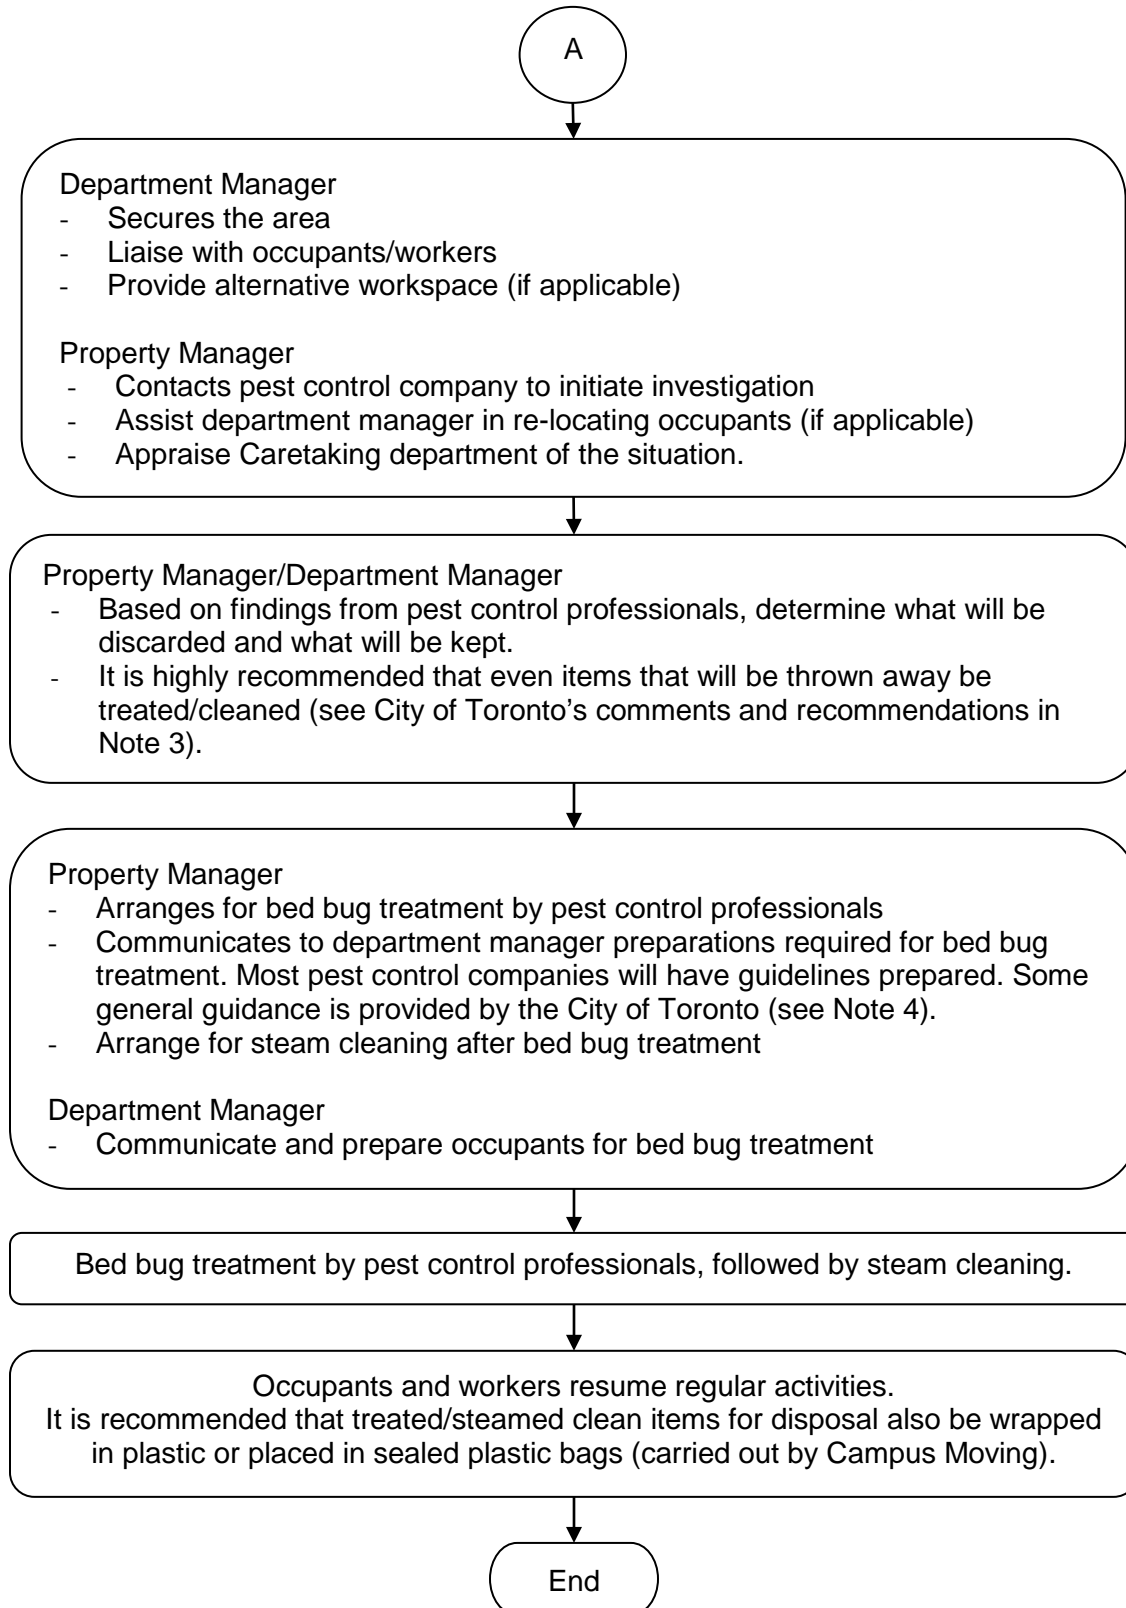 A
Department Manager
- Secures the area
- Liaise with occupants/workers
- Provide alternative workspace (if applicable)
Property Manager
- Contacts pest control company to initiate investigation
- Assist department manager in re-locating occupants (if applicable)
- Appraise Caretaking department of the situation.
Property Manager/Department Manager
- Based on findings from pest control professionals, determine what will be
discarded and what will be kept.
- It is highly recommended that even items that will be thrown away be
treated/cleaned (see City of Toronto’s comments and recommendations in
Note 3).
Property Manager
- Arranges for bed bug treatment by pest control professionals
- Communicates to department manager preparations required for bed bug
treatment. Most pest control companies will have guidelines prepared. Some
general guidance is provided by the City of Toronto (see Note 4).
- Arrange for steam cleaning after bed bug treatment
Department Manager
- Communicate and prepare occupants for bed bug treatment
Bed bug treatment by pest control professionals, followed by steam cleaning.
Occupants and workers resume regular activities.
It is recommended that treated/steamed clean items for disposal also be wrapped
in plastic or placed in sealed plastic bags (carried out by Campus Moving).
End